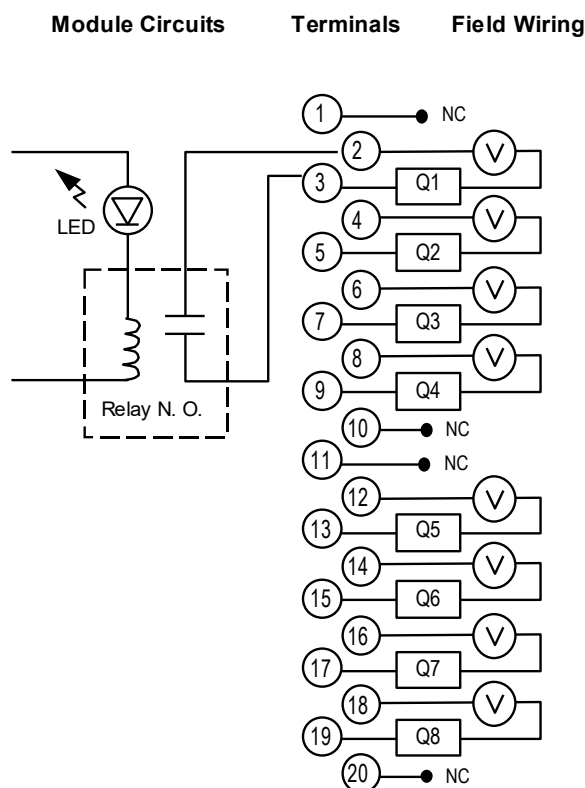 Module Circuits Terminals Field Wiring
1 NC
2 V
3 Q1
LED
4 V
5 Q2
6 V
7 Q3
8 V
9 Q4
Relay N. O.
10 NC
11 NC
12 V
13 Q5
14 V
15 Q6
16 V
17 Q7
18 V
19 Q8
20 NC